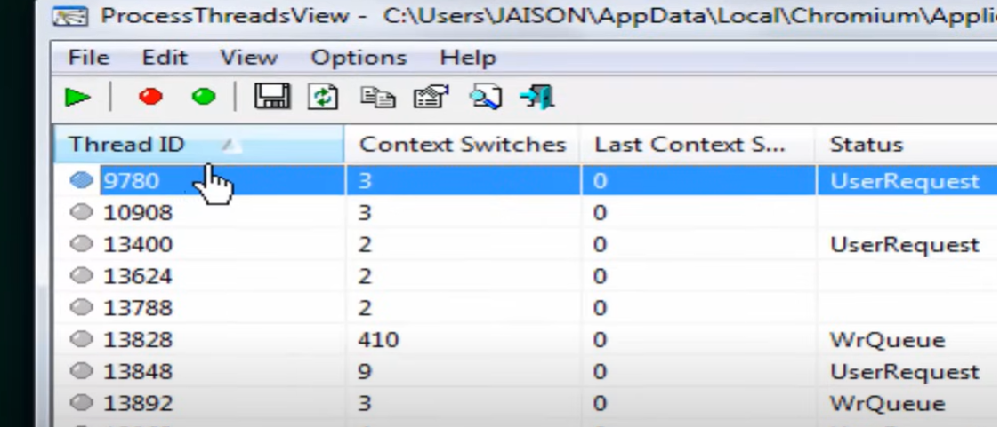 ProcessThreadsView - C:\Users\JAISON\AppData\Local\Chromium\Appli
File Edit View Options Help
Thread ID Context Switches Last Context S... Status
9780 3 0 UserRequest
10908 3 0
13400 2 0 UserRequest
13624 2 0
13788 2 0
13828 410 0 WrQueue
13848 9 0 UserRequest
13892 3 0 WrQueue